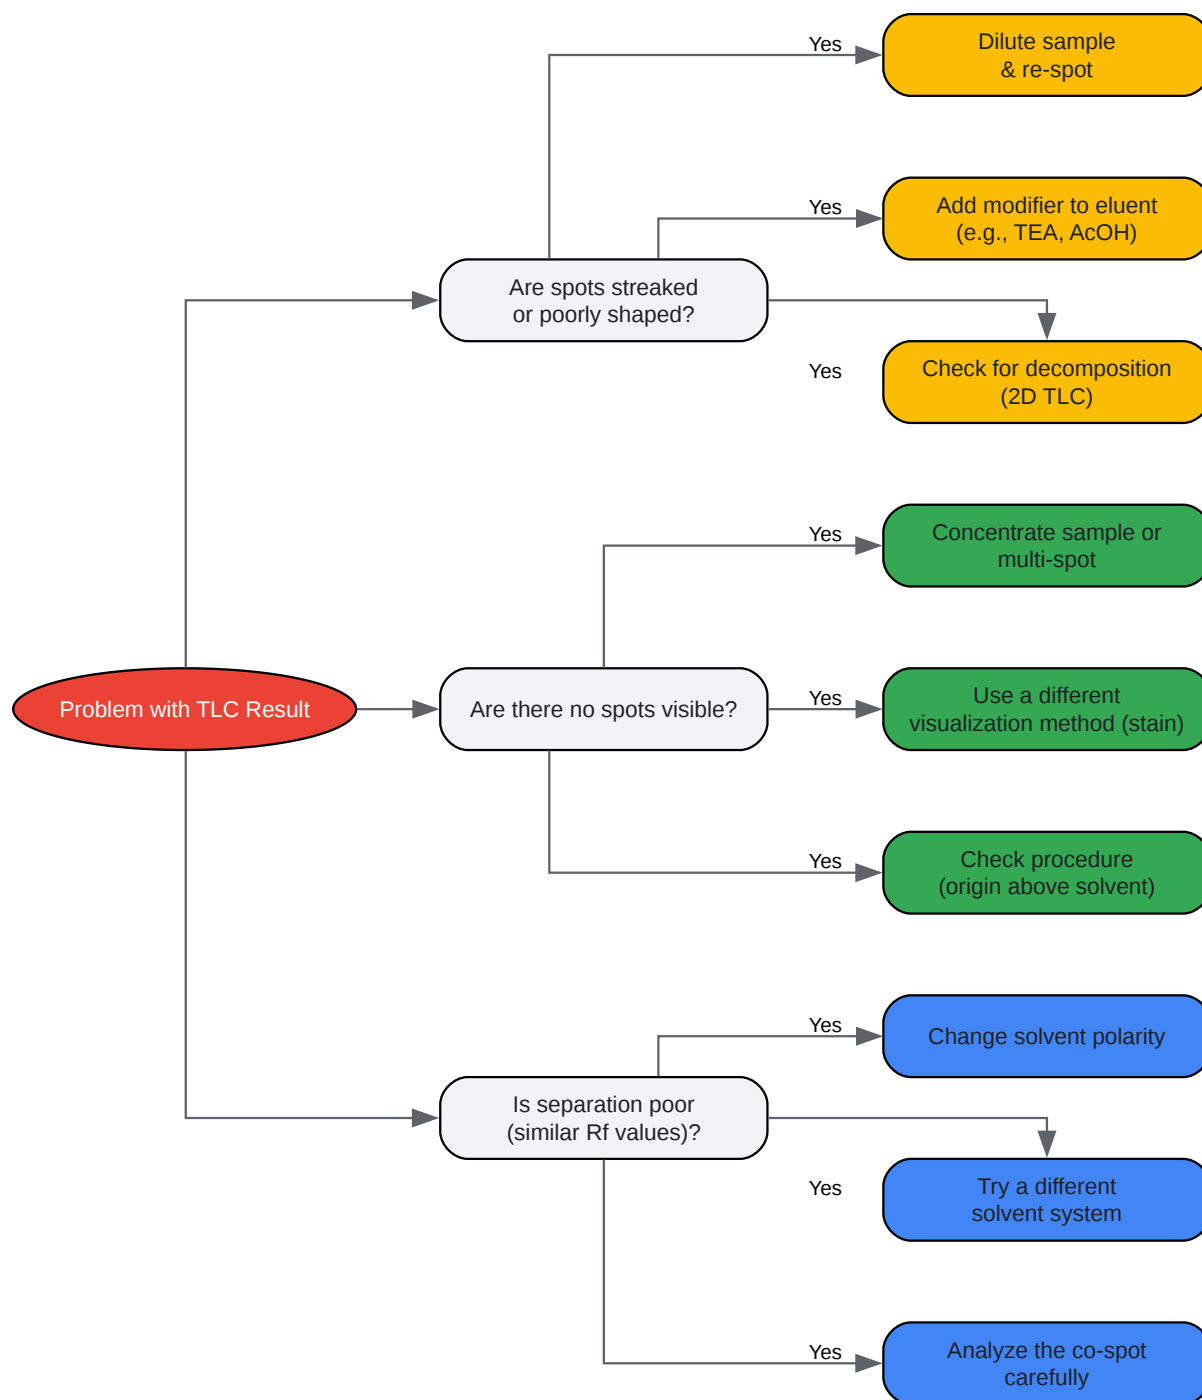 Yes
Dilute sample
& re-spot
Yes
Add modifier to eluent
(e.g., TEA, AcOH)
Are spots streaked
or poorly shaped?
Yes
Check for decomposition
(2D TLC)
Yes
Concentrate sample or
multi-spot
Problem with TLC Result
Are there no spots visible?
Yes
Use a different
visualization method (stain)
Yes
Check procedure
(origin above solvent)
Yes
Change solvent polarity
Is separation poor
(similar Rf values)?
Yes
Try a different
solvent system
Yes
Analyze the co-spot
carefully